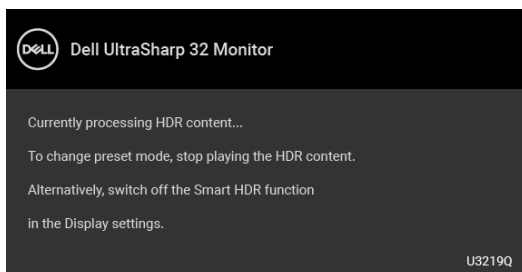 DELL Dell UltraSharp 32 Monitor
Currently processing HDR content...
To change preset mode, stop playing the HDR content.
Alternatively, switch off the Smart HDR function
in the Display settings.
U3219Q